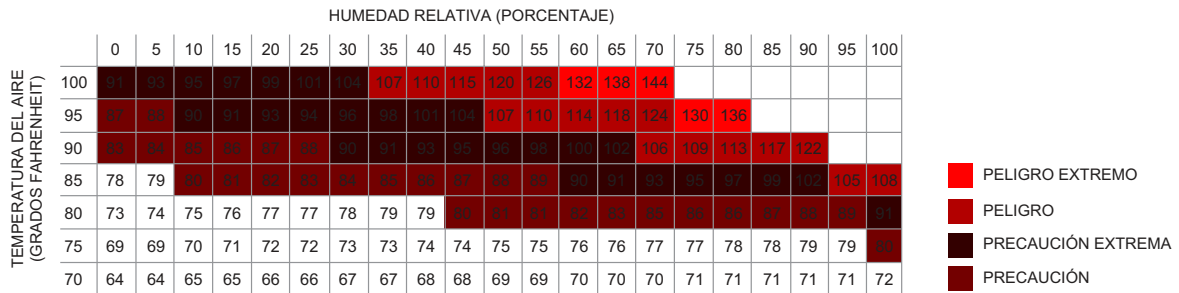 HUMEDAD RELATIVA (PORCENTAJE)
TEMPERATURA DEL AIRE
(GRADOS FAHRENHEIT)
0 5 10 15 20 25 30 35 40 45 50 55 60 65 70 75 80 85 90 95 100
100 91 93 95 97 99 101 104 107 110 115 120 126 132 138 144
95 87 88 90 91 93 94 96 98 101 104 107 110 114 118 124 130 136
90 83 84 85 86 87 88 90 91 93 95 96 98 100 102 106 109 113 117 122
85 78 79 80 81 82 83 84 85 86 87 88 89 90 91 93 95 97 99 102 105 108
80 73 74 75 76 77 77 78 79 79 80 81 81 82 83 85 86 86 87 88 89 91
75 69 69 70 71 72 72 73 73 74 74 75 75 76 76 77 77 78 78 79 79 80
70 64 64 65 65 66 66 67 67 68 68 69 69 70 70 70 71 71 71 71 71 72
PELIGRO EXTREMO
PELIGRO
PRECAUCIÓN EXTREMA
PRECAUCIÓN